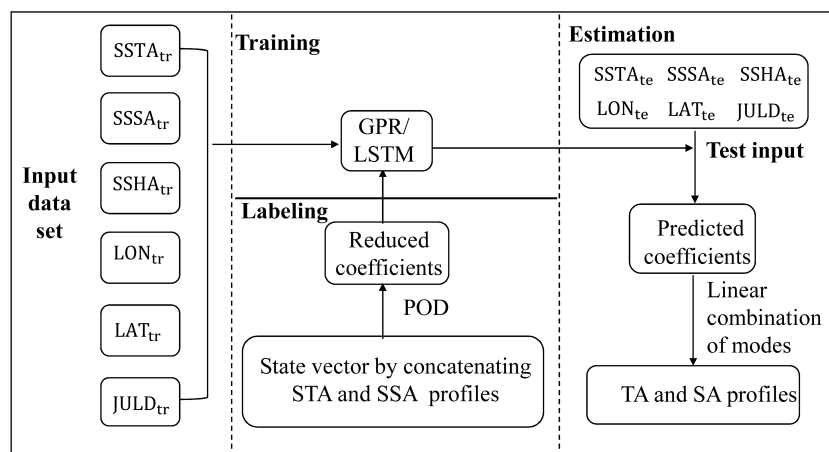 Input
data
set
SSTA_tr
SSSA_tr
SSHA_tr
LON_tr
LAT_tr
JULD_tr
Training
GPR/
LSTM
Labeling
Reduced
coefficients
POD
State vector by concatenating
STA and SSA profiles
Estimation
SSTA_te SSSA_te SSHA_te
LON_te LAT_te JULD_te
Test input
Predicted
coefficients
Linear
combination
of modes
TA and SA profiles